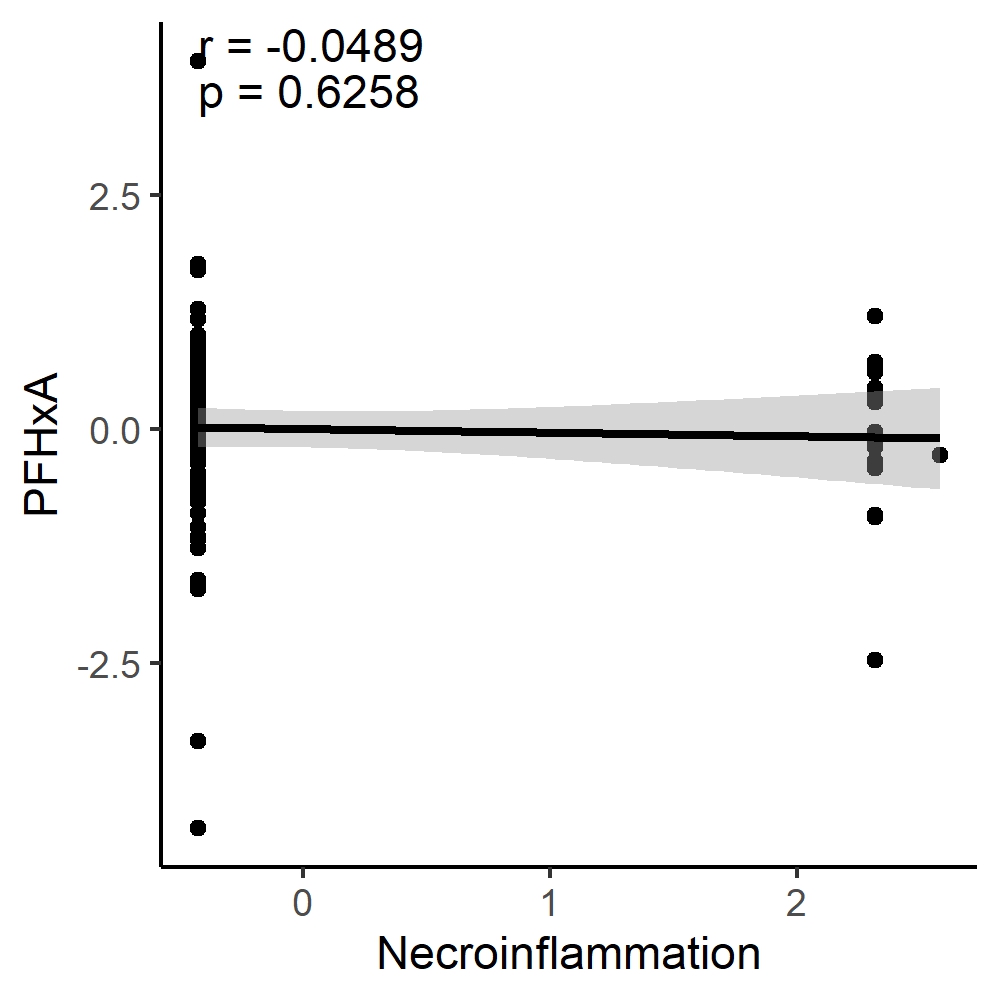 r = -0.0489
p = 0.6258
PFHxA
2.5
0.0
-2.5
0
1
2
Necroinflammation